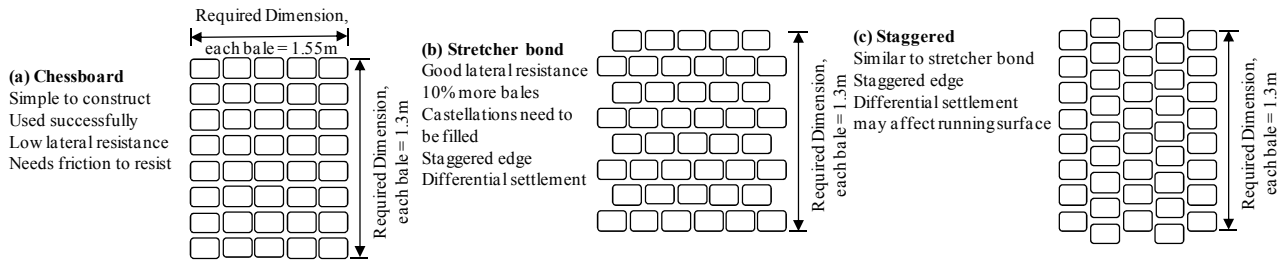 Required Dimension,
each bale = 1.55m
(a) Chessboard
Simple to construct
Used successfully
Low lateral resistance
Needs friction to resist
Required Dimension,
each bale = 1.3m
(b) Stretcher bond
Good lateral resistance
10% more bales
Castellations need to
be filled
Staggered edge
Differential settlement
Required Dimension,
each bale = 1.3m
(c) Staggered
Similar to stretcher bond
Staggered edge
Differential settlement
may affect running surface
Required Dimension,
each bale = 1.3m